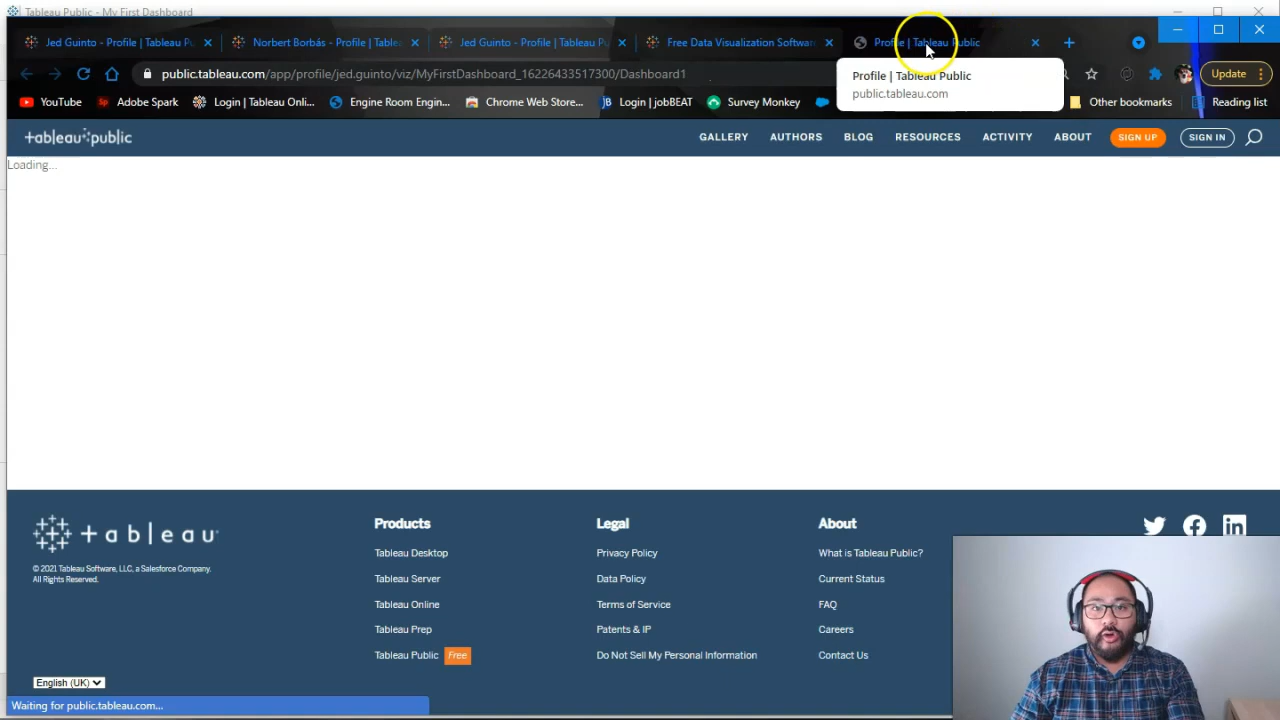 Tableau Public - My First Dashboard
Jed Guinto - Profile | Tableau Pu
Norbert Borbás - Profile | Tablea
Jed Guinto - Profile | Tableau Pu
Free Data Visualization Software
Profile | Tableau Public
public.tableau.com/app/profile/jed.guinto/viz/MyFirstDashboard_16226433517300/Dashboard1
Update
Profile | Tableau Public
public.tableau.com
YouTube
Adobe Spark
Login | Tableau Onli...
Engine Room Engin...
Chrome Web Store...
Login | jobBEAT
Survey Monkey
Other bookmarks
Reading list
tableau public
GALLERY
AUTHORS
BLOG
RESOURCES
ACTIVITY
ABOUT
SIGN UP
SIGN IN
Loading...
tableau
© 2021 Tableau Software, LLC, a Salesforce Company.
All Rights Reserved.
Products
Tableau Desktop
Tableau Server
Tableau Online
Tableau Prep
Tableau Public Free
Legal
Privacy Policy
Data Policy
Terms of Service
Patents & IP
Do Not Sell My Personal Information
About
What is Tableau Public?
Current Status
FAQ
Careers
Contact Us
English (UK)
Waiting for public.tableau.com...